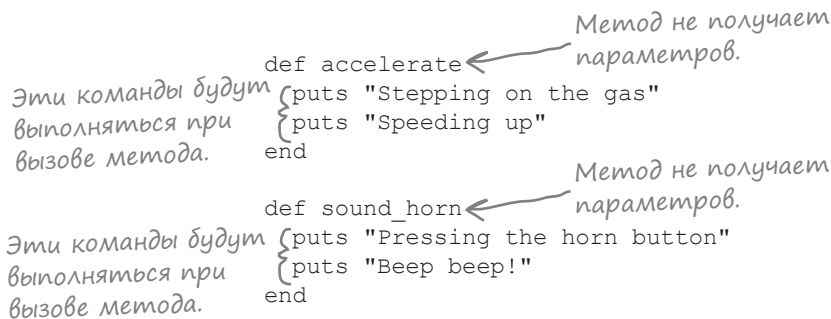 Метод не получает
параметров.
def accelerate
Эти команды будут
выполняться при
вызове метода.
puts "Stepping on the gas"
puts "Speeding up"
end
Метод не получает
параметров.
def sound_horn
Эти команды будут
выполняться при
вызове метода.
puts "Pressing the horn button"
puts "Beep beep!"
end